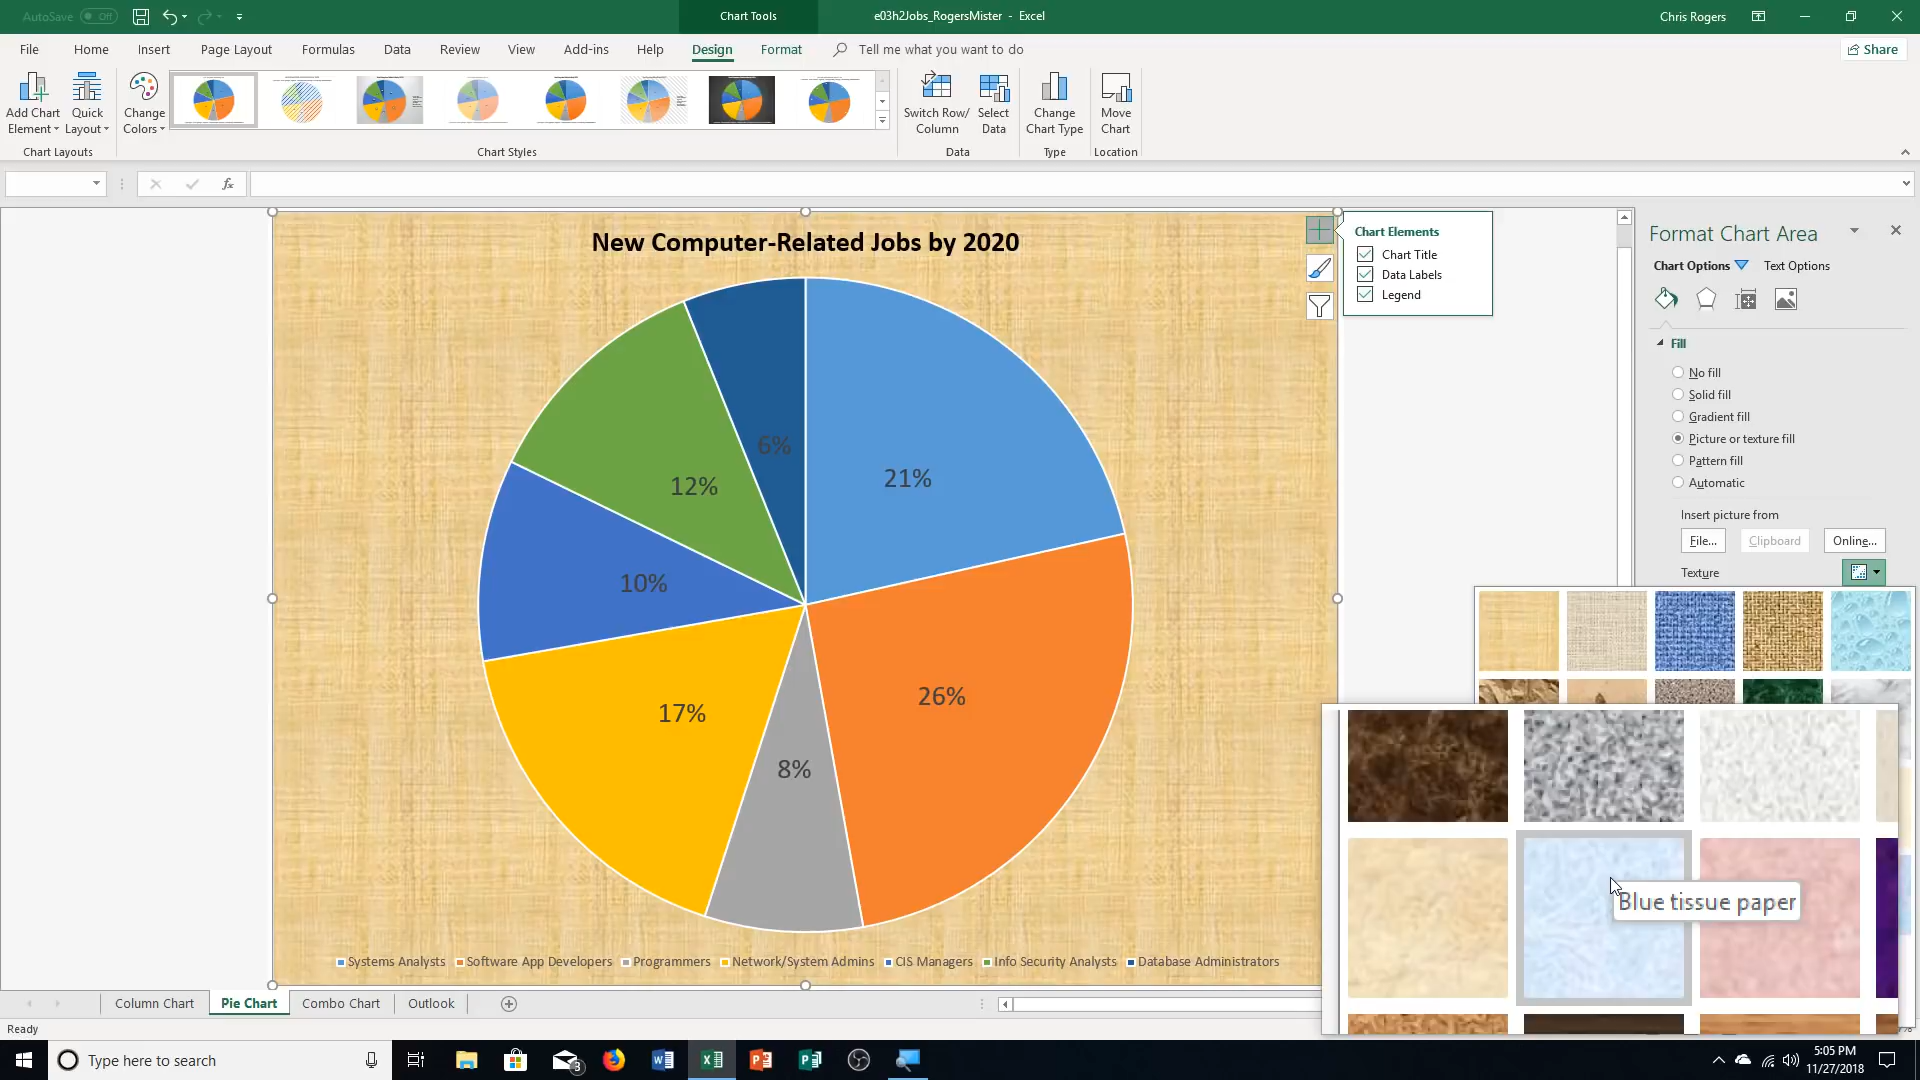 AutoSave Off
Chart Tools
e03h2Jobs_RogersMister - Excel
Chris Rogers
File Home Insert Page Layout Formulas Data Review View Add-ins Help Design Format Tell me what you want to do Share
Add Chart Element
Quick Layout
Change Colors
Switch Row/ Column
Select Data
Change Chart Type
Move Chart
Chart Layouts
Chart Styles
Data
Type
Location
fx
New Computer-Related Jobs by 2020
6%
21%
12%
10%
26%
17%
8%
Systems Analysts Software App Developers Programmers Network/System Admins CIS Managers Info Security Analysts Database Administrators
Chart Elements
Chart Title
Data Labels
Legend
Format Chart Area
Chart Options Text Options
Fill
No fill
Solid fill
Gradient fill
Picture or texture fill
Pattern fill
Automatic
Insert picture from
File... Clipboard Online...
Texture
Blue tissue paper
Column Chart Pie Chart Combo Chart Outlook
Ready
Type here to search
3
5:05 PM
11/27/2018